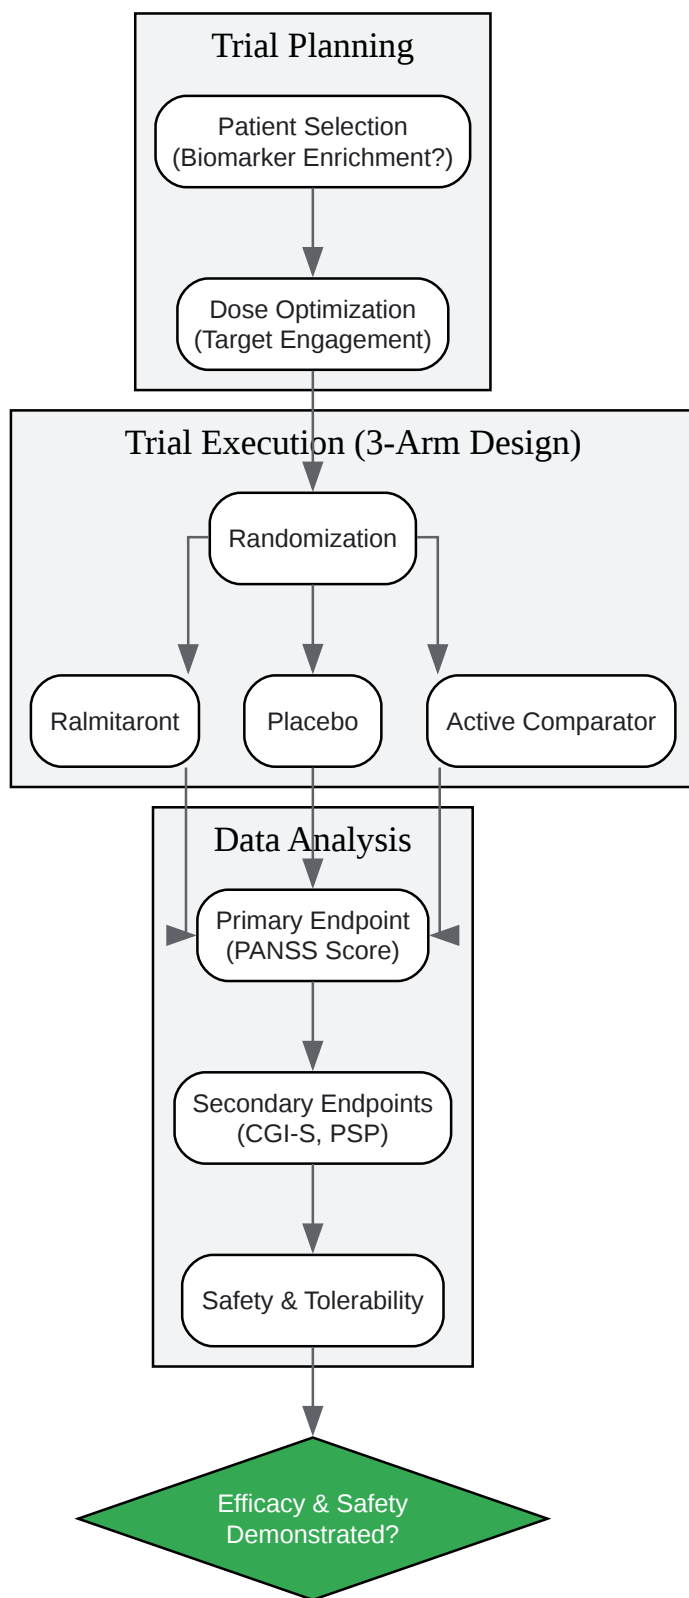 Trial Planning
Patient Selection
(Biomarker Enrichment?)
Dose Optimization
(Target Engagement)
Trial Execution (3-Arm Design)
Randomization
Ralmitaront
Placebo
Active Comparator
Data Analysis
Primary Endpoint
(PANSS Score)
Secondary Endpoints
(CGI-S, PSP)
Safety & Tolerability
Efficacy & Safety
Demonstrated?